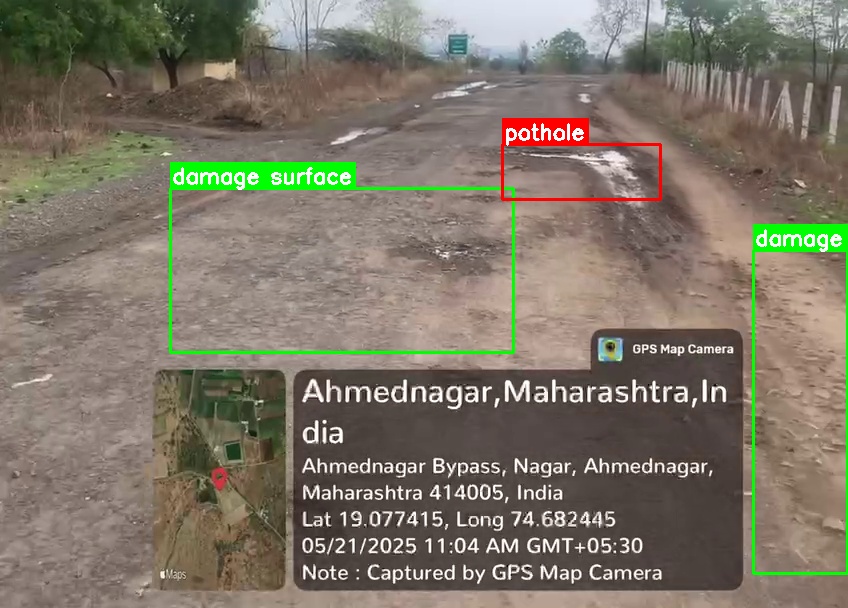 pothole
damage surface
damage
GPS Map Camera
Ahmednagar,Maharashtra,In
dia
Ahmednagar Bypass, Nagar, Ahmednagar,
Maharashtra 414005, India
Lat 19.077415, Long 74.682445
05/21/2025 11:04 AM GMT+05:30
Note : Captured by GPS Map Camera
Maps